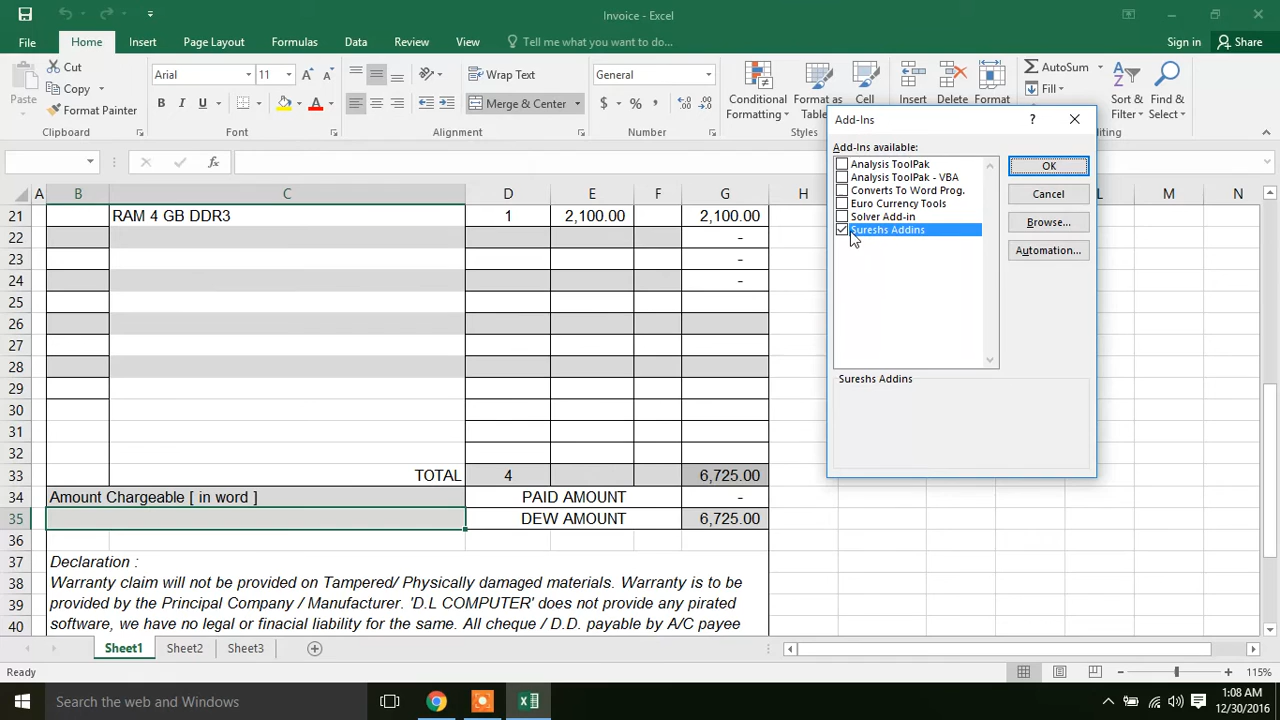 Invoice - Excel
File Home Insert Page Layout Formulas Data Review View Tell me what you want to do... Sign in Share
Paste Cut Copy Format Painter
Clipboard
Arial 11
B I U A
Font
Wrap Text
Merge & Center
Alignment
General
$ % ,
Number
Conditional Formatting Format as Table Cell
Styles
Insert Delete Format
AutoSum
Fill
Sort & Filter Find & Select
Editing
fx
Add-Ins ?
Add-Ins available:
Analysis ToolPak
Analysis ToolPak - VBA
Converts To Word Prog.
Euro Currency Tools
Solver Add-in
Sureshs Addins
OK
Cancel
Browse...
Automation...
Sureshs Addins
A B C D E F G H L M N
21 RAM 4 GB DDR3 1 2,100.00 2,100.00
22 -
23 -
24 -
25
26
27
28
29
30
31
32
33 TOTAL 4 6,725.00
34 Amount Chargeable [ in word ] PAID AMOUNT -
35 DEW AMOUNT 6,725.00
36
37 Declaration :
38 Warranty claim will not be provided on Tampered/ Physically damaged materials. Warranty is to be
39 provided by the Principal Company / Manufacturer. 'D.L COMPUTER' does not provide any pirated
40 software, we have no legal or finacial liability for the same. All cheque / D.D. payable by A/C payee
Sheet1 Sheet2 Sheet3
Ready 115%
Search the web and Windows
1:08 AM
12/30/2016